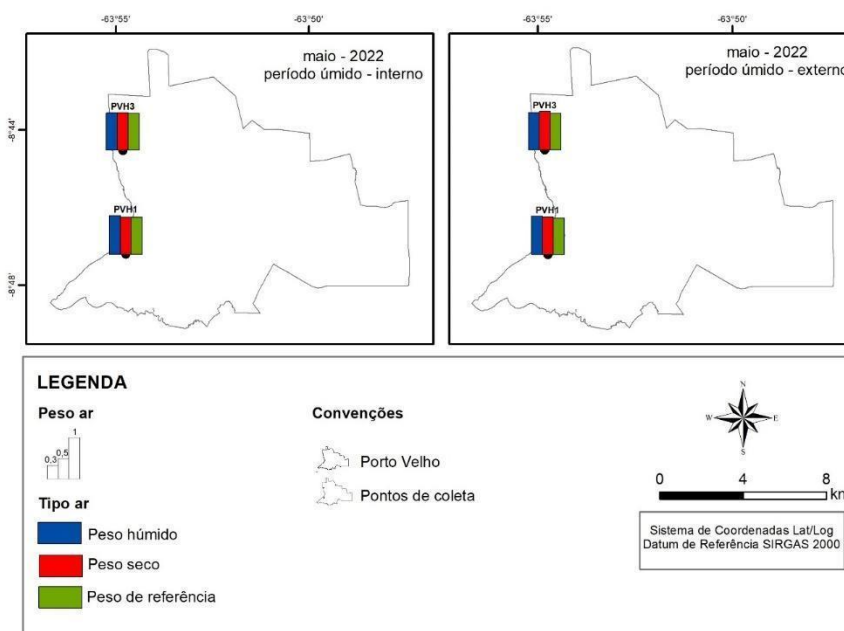 -63°55' -63°50' -63°55' -63°50'
maio - 2022
período úmido - interno
maio - 2022
período úmido - externo
-8°44'
-8°48'
PVH3
PVH1
PVH3
PVH1
LEGENDA
Peso ar
0,3 0,5 1
Tipo ar
Peso húmido
Peso seco
Peso de referência
Convenções
Porto Velho
Pontos de coleta
N
W E
S
0 4 8
km
Sistema de Coordenadas Lat/Log
Datum de Referência SIRGAS 2000